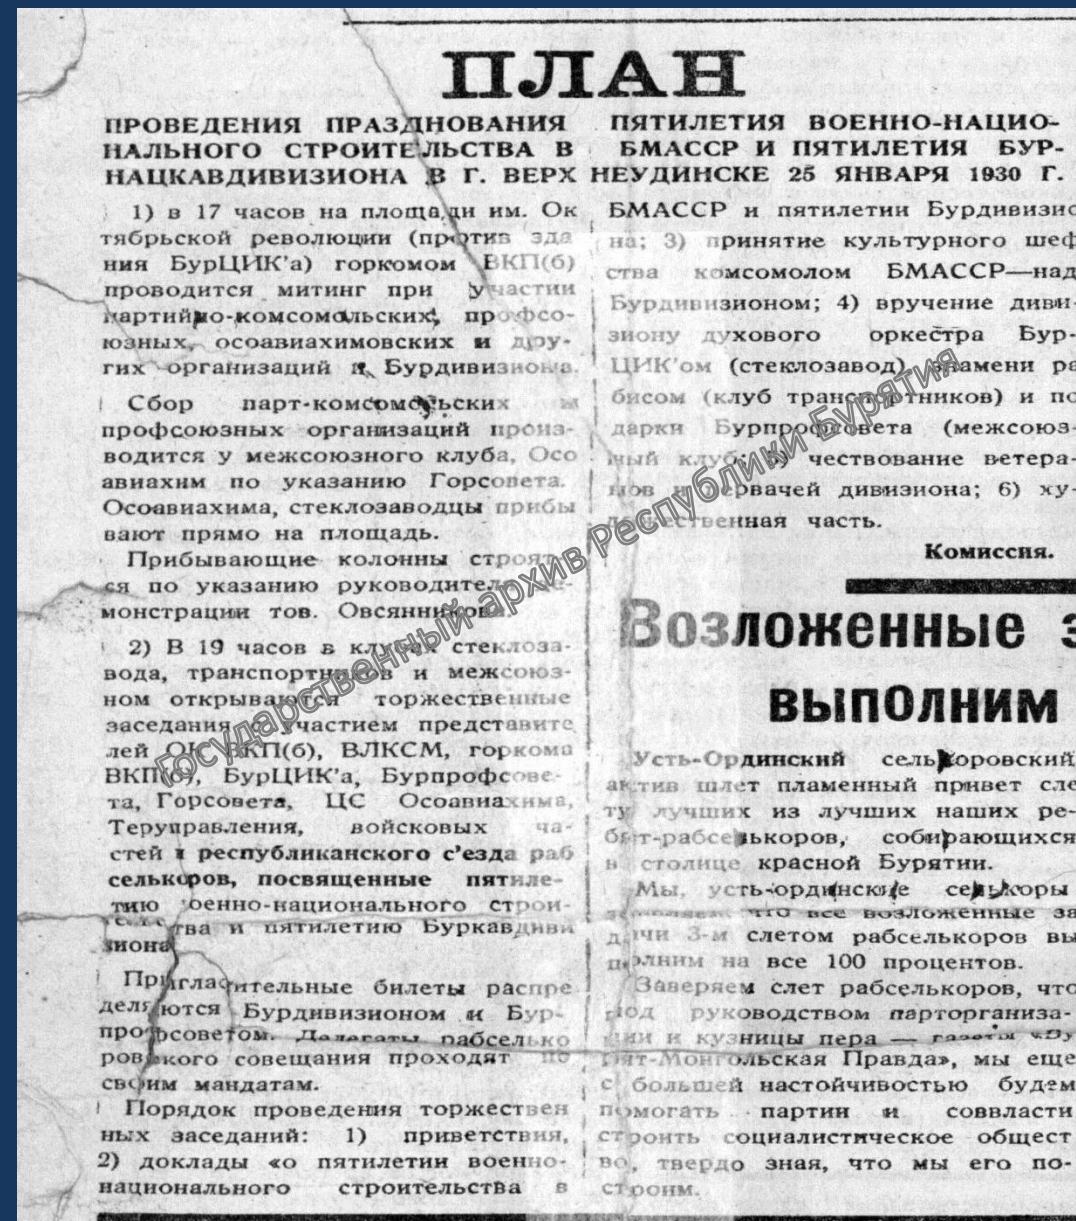 ПЛАН
ПРОВЕДЕНИЯ ПРАЗДНОВАНИЯ ПЯТИЛЕТИЯ ВОЕННО-НАЦИО-
НАЛЬНОГО СТРОИТЕЛЬСТВА В БМАССР И ПЯТИЛЕТИЯ БУР-
НАЦКАВДИВИЗИОНА В Г. ВЕРХНЕУДИНСКЕ 25 ЯНВАРЯ 1930 Г.
1) в 17 часов на площади им. Ок
тябрьской революции (против зда
ния БурЦИК'а) горкомом ВКП(б)
проводится митинг при участии
партийно-комсомольских, профсо-
юзных, осоавиахимовских и дру-
гих организаций и Бурдивизиона.
Сбор парт-комсомольских и
профсоюзных организаций произ-
водится у межсоюзного клуба, Осо
авиахим по указанию Горсовета.
Осоавиахима, стеклозаводцы прибы
вают прямо на площадь.
Прибывающие колонны строят-
ся по указанию руководителя де-
монстрации тов. Овсянникова.
2) В 19 часов в клубах стеклоза-
вода, транспортников и межсоюз-
ном открываются торжественные
заседания с участием представите
лей ОК ВКП(б), ВЛКСМ, горкома
ВКП(б), БурЦИК'а, Бурпрофсове-
та, Горсовета, ЦС Осоавиахима,
Теруправления, войсковых ча-
стей и республиканского с'езда раб
селькоров, посвященные пятиле-
тию военно-национального строи-
тельства и пятилетию Буркавдиви
зиона
Пригласительные билеты распре
деляются Бурдивизионом и Бур-
профсоветом. Делегаты рабселько
ровского совещания проходят по
своим мандатам.
Порядок проведения торжествен
ных заседаний: 1) приветствия,
2) доклады «о пятилетии военно-
национального строительства в
БМАССР и пятилетии Бурдивизио
на; 3) принятие культурного шеф
ства комсомолом БМАССР—над
Бурдивизионом; 4) вручение диви-
зиону духового оркестра Бур-
ЦИК'ом (стеклозавод), знамени ра
бисом (клуб транспортников) и по
дарки Бурпрофсовета (межсоюз-
ный клуб; 5) чествование ветера-
нов и первачей дивизиона; 6) ху-
дожественная часть.
Комиссия.
Возложенные з
выполним
Усть-Ординский селькоровский
актив шлет пламенный привет сле
ту лучших из лучших наших ре-
бят-рабселькоров, собирающихся
в столице красной Бурятии.
Мы, усть-ординские селькоры
что все возложенные за
дачи 3-м слетом рабселькоров вы
полним на все 100 процентов.
Заверяем слет рабселькоров, что
под руководством парторганиза-
ции и кузницы пера — газеты «Бу
рят-Монгольская Правда», мы еще
с большей настойчивостью будем
помогать партии и соввласти
строить социалистическое общест
во, твердо зная, что мы его по-
строим.
Государственный архив Республики Бурятия